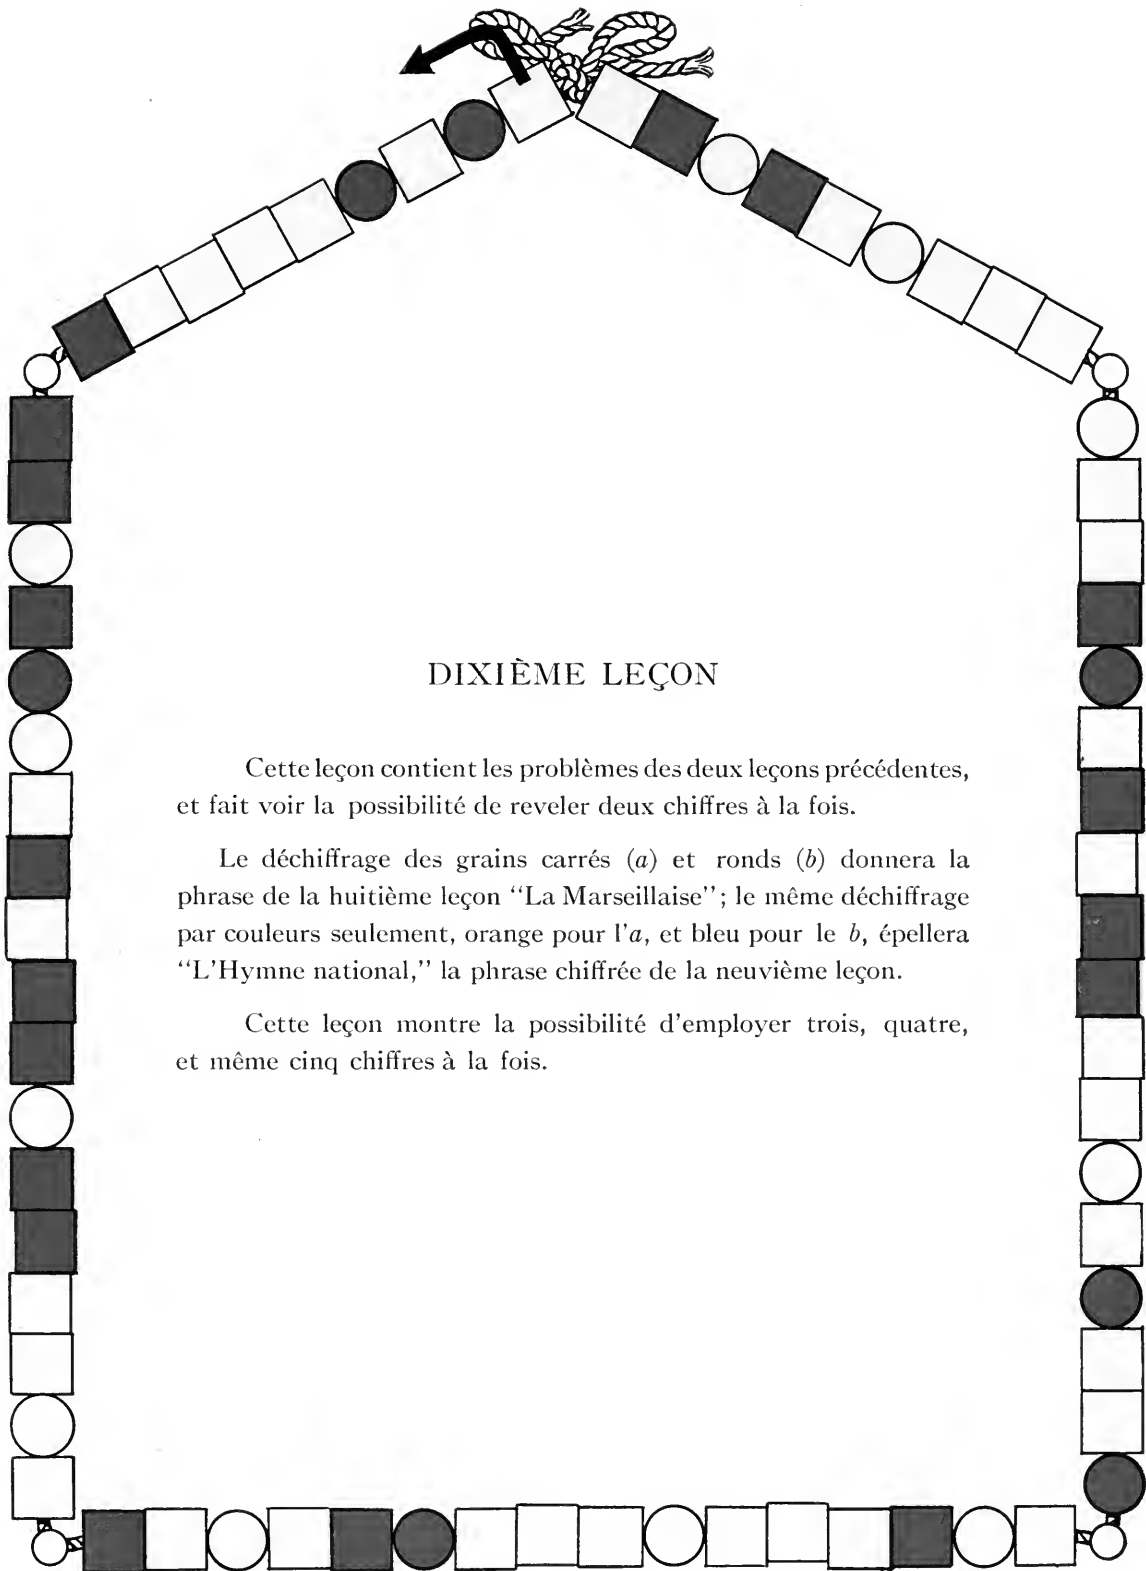 DIXIÈME LEÇON
Cette leçon contient les problèmes des deux leçons précédentes,
et fait voir la possibilité de reveler deux chiffres à la fois.
Le déchiffrage des grains carrés (a) et ronds (b) donnera la
phrase de la huitième leçon “La Marseillaise”; le même déchiffrage
par couleurs seulement, orange pour l'a, et bleu pour le b, épellera
“L'Hymne national,” la phrase chiffrée de la neuvième leçon.
Cette leçon montre la possibilité d'employer trois, quatre,
et même cinq chiffres à la fois.